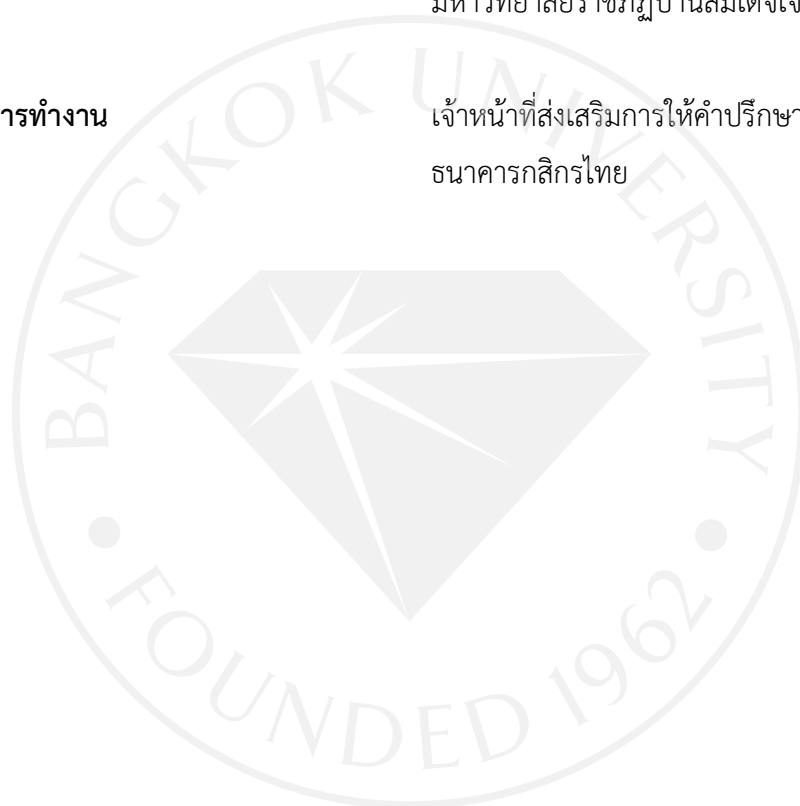 มหาวิทยาลัยราชภัฏบ้านสมเด็จเจ
ารทำงาน เจ้าหน้าที่ส่งเสริมการให้คำปรึกษา
ธนาคารกสิกรไทย
BANGKOK UNIVERSITY
FOUNDED 1962